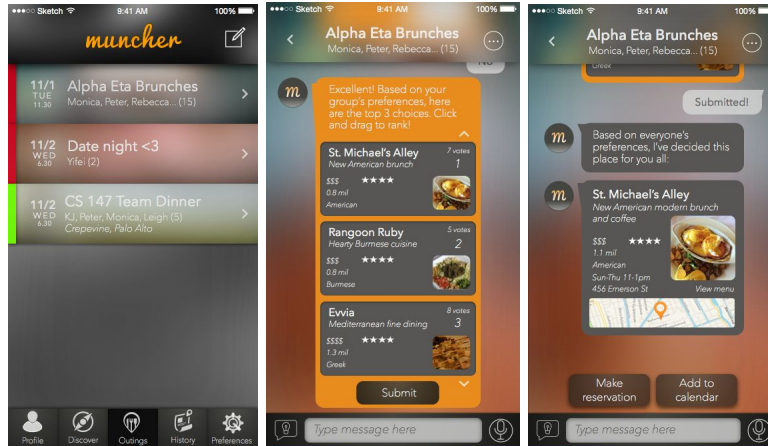 Sketch 9:41 AM 100%
muncher
11/1 TUE 11.30
Alpha Eta Brunches
Monica, Peter, Rebecca... (15)
11/2 WED 6.30
Date night <3
Yifei (2)
11/2 WED 6.30
CS 147 Team Dinner
KJ, Peter, Monica, Leigh (5)
Crepevine, Palo Alto
Profile Discover Outings History Preferences
Sketch 9:41 AM 100%
Alpha Eta Brunches
Monica, Peter, Rebecca... (15)
No
m
Excellent! Based on your
group's preferences, here
are the top 3 choices. Click
and drag to rank!
St. Michael's Alley 7 votes
New American brunch 1
$$$ ★★★★
0.8 mil
American
Rangoon Ruby 5 votes
Hearty Burmese cuisine 2
$$$ ★★★★
0.8 mil
Burmese
Evvia 8 votes
Mediterranean fine dining 3
$$$$ ★★★★
1.3 mil
Greek
Submit
Type message here
Sketch 9:41 AM 100%
Alpha Eta Brunches
Monica, Peter, Rebecca... (15)
Greek
Submitted!
m
Based on everyone's
preferences, I've decided this
place for you all:
m
St. Michael's Alley
New American modern brunch
and coffee
$$$ ★★★★
1.1 mil
American
Sun-Thu 11-1pm
456 Emerson St View menu
Make
reservation
Add to
calendar
Type message here